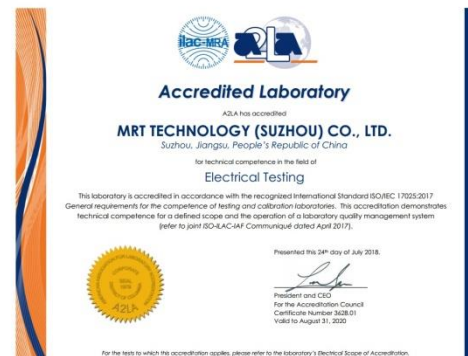 ilac-MRA
A2LA
Accredited Laboratory
A2LA has accredited
MRT TECHNOLOGY (SUZHOU) CO., LTD.
Suzhou, Jiangsu, People's Republic of China
for technical competence in the field of
Electrical Testing
This laboratory is accredited in accordance with the recognized International Standard ISO/IEC 17025:2017
General requirements for the competence of testing and calibration laboratories. This accreditation demonstrates
technical competence for a defined scope and the operation of a laboratory quality management system
(refer to joint ISO-ILAC-IAF Communiqué dated April 2017).
Presented this 24th day of July 2018.
President and CEO
For the Accreditation Council
Certificate Number 3628.01
Valid to August 31, 2020
CORPORATE
SEAL
A2LA
For the tests to which this accreditation applies, please refer to the laboratory's Electrical Scope of Accreditation.